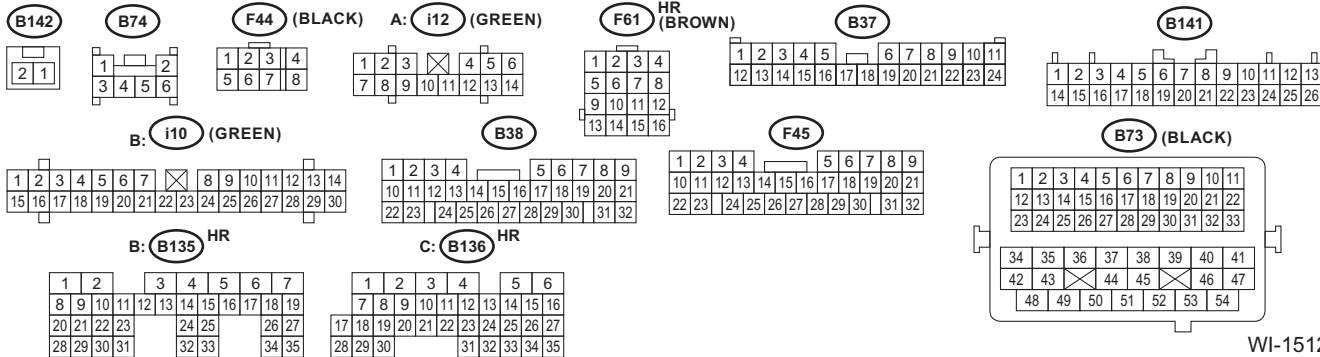 B142 B74 F44 (BLACK) A: i12 (GREEN) F61 HR (BROWN) B37 B141
2 1
1 2
3 4 5 6
1 2 3 4
5 6 7 8
1 2 3 4 5 6
7 8 9 10 11 12 13 14
1 2 3 4
5 6 7 8
9 10 11 12
13 14 15 16
1 2 3 4 5 6 7 8 9 10 11
12 13 14 15 16 17 18 19 20 21 22 23 24
1 2 3 4 5 6 7 8 9 10 11 12 13
14 15 16 17 18 19 20 21 22 23 24 25 26
B: i10 (GREEN) B38 F45 B73 (BLACK)
1 2 3 4 5 6 7 8 9 10 11 12 13 14
15 16 17 18 19 20 21 22 23 24 25 26 27 28 29 30
1 2 3 4 5 6 7 8 9
10 11 12 13 14 15 16 17 18 19 20 21
22 23 24 25 26 27 28 29 30 31 32
1 2 3 4 5 6 7 8 9
10 11 12 13 14 15 16 17 18 19 20 21
22 23 24 25 26 27 28 29 30 31 32
1 2 3 4 5 6 7 8 9 10 11
12 13 14 15 16 17 18 19 20 21 22
23 24 25 26 27 28 29 30 31 32 33
34 35 36 37 38 39 40 41
42 43 44 45 46 47
48 49 50 51 52 53 54
B: B135 HR C: B136 HR
1 2 3 4 5 6 7
8 9 10 11 12 13 14 15 16 17 18 19
20 21 22 23 24 25 26 27
28 29 30 31 32 33 34 35
1 2 3 4 5 6
7 8 9 10 11 12 13 14 15 16
17 18 19 20 21 22 23 24 25 26 27
28 29 30 31 32 33 34 35
WI-1512